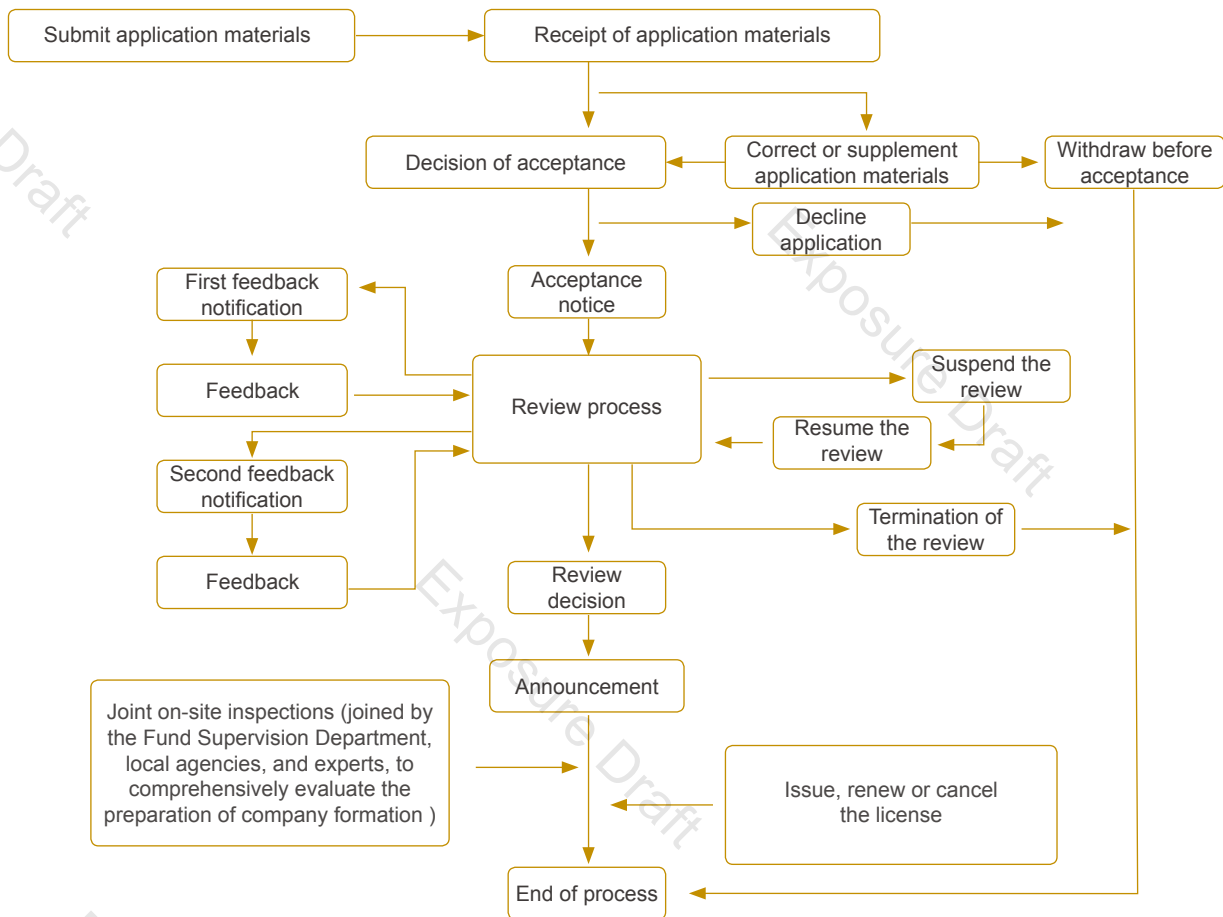 Submit application materials
Receipt of application materials
Decision of acceptance
Correct or supplement
application materials
Withdraw before
acceptance
Decline
application
First feedback
notification
Acceptance
notice
Feedback
Review process
Suspend the
review
Resume the
review
Second feedback
notification
Feedback
Termination of
the review
Review
decision
Announcement
Joint on-site inspections (joined by
the Fund Supervision Department,
local agencies, and experts, to
comprehensively evaluate the
preparation of company formation )
Issue, renew or cancel
the license
End of process
Draft
Exposure Draft
Exposure Draft